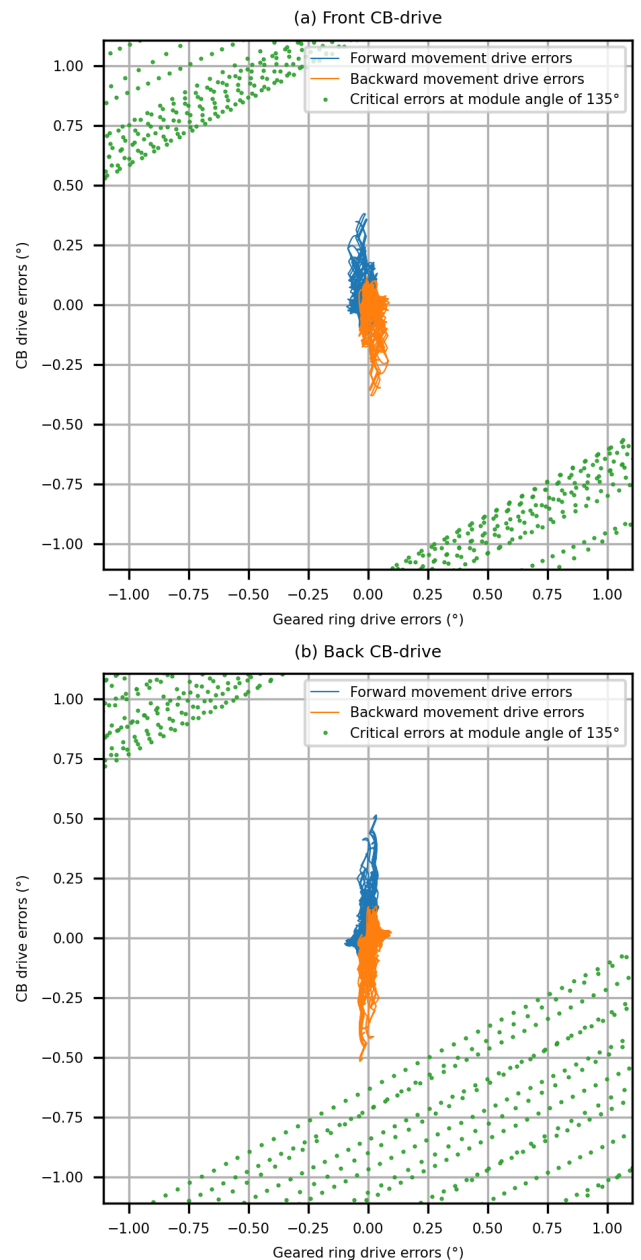 (a) Front CB-drive
Forward movement drive errors
Backward movement drive errors
Critical errors at module angle of 135°
1.00
0.75
0.50
0.25
0.00
−0.25
−0.50
−0.75
−1.00
CB drive errors (°)
−1.00 −0.75 −0.50 −0.25 0.00 0.25 0.50 0.75 1.00
Geared ring drive errors (°)
(b) Back CB-drive
Forward movement drive errors
Backward movement drive errors
Critical errors at module angle of 135°
1.00
0.75
0.50
0.25
0.00
−0.25
−0.50
−0.75
−1.00
CB drive errors (°)
−1.00 −0.75 −0.50 −0.25 0.00 0.25 0.50 0.75 1.00
Geared ring drive errors (°)